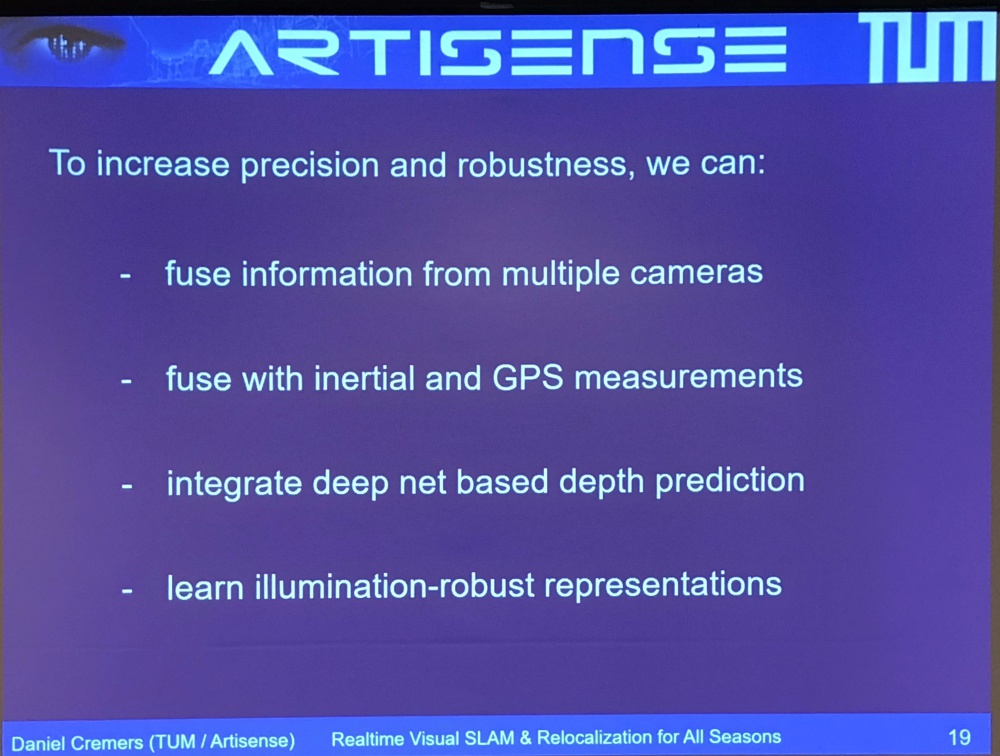 ARTISENSE TUM
To increase precision and robustness, we can:
- fuse information from multiple cameras
- fuse with inertial and GPS measurements
- integrate deep net based depth prediction
- learn illumination-robust representations
Daniel Cremers (TUM / Artisense) Realtime Visual SLAM & Relocalization for All Seasons 19